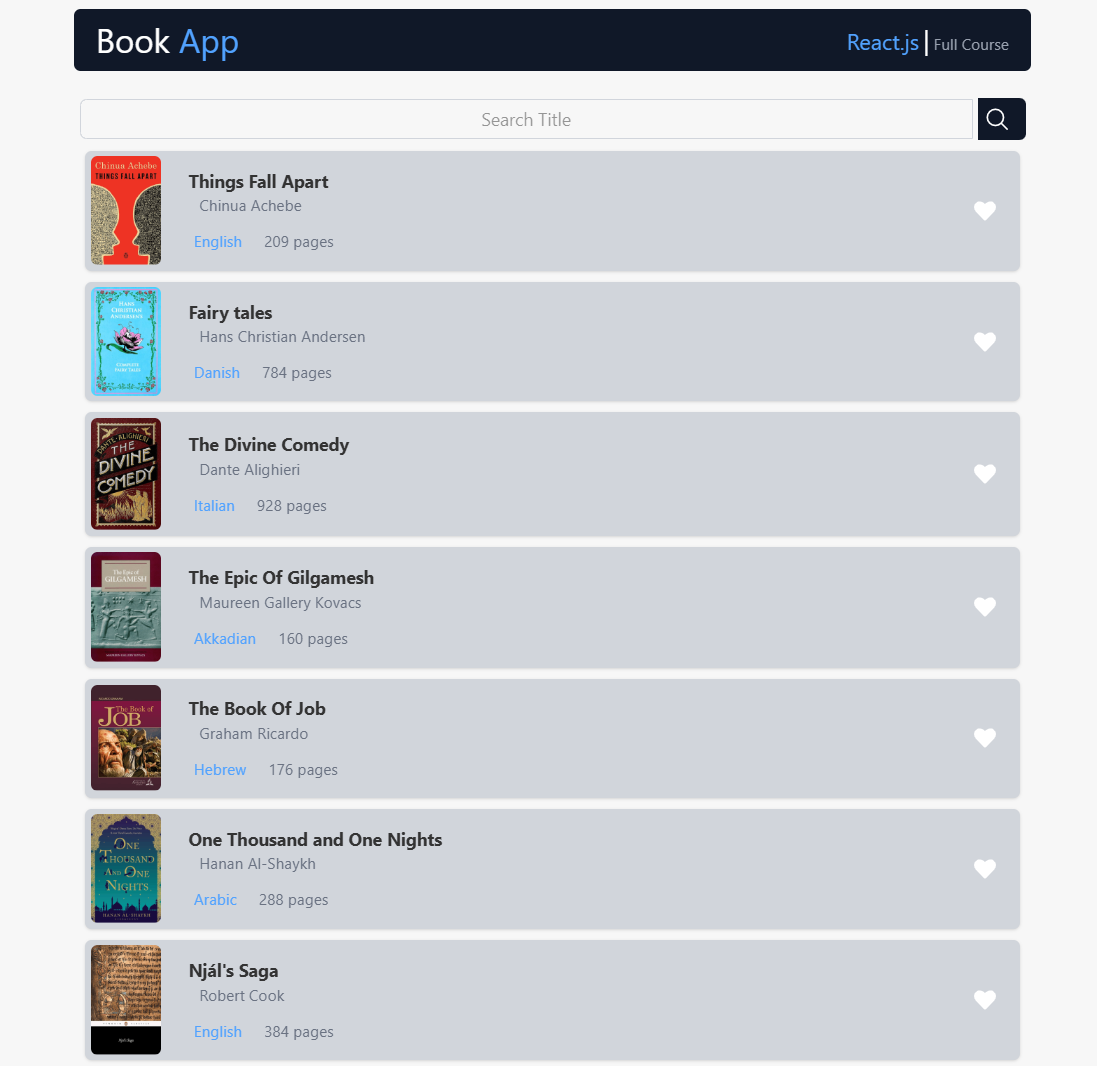 Book App
React.js | Full Course
Search Title
Chinua Achebe
THINGS FALL APART
Things Fall Apart
Chinua Achebe
English 209 pages
HANS
CHRISTIAN
ANDERSEN'S
COMPLETE
FAIRY TALES
Fairy tales
Hans Christian Andersen
Danish 784 pages
DANTE ALIGHIERI
THE
DIVINE
COMEDY
The Divine Comedy
Dante Alighieri
Italian 928 pages
The Epic of
GILGAMESH
The Epic Of Gilgamesh
Maureen Gallery Kovacs
Akkadian 160 pages
The Book of
JOB
The Book Of Job
Graham Ricardo
Hebrew 176 pages
ONE
THOUSAND
AND ONE
NIGHTS
HANAN AL-SHAYKH
One Thousand and One Nights
Hanan Al-Shaykh
Arabic 288 pages
Njal's Saga
Njál's Saga
Robert Cook
English 384 pages